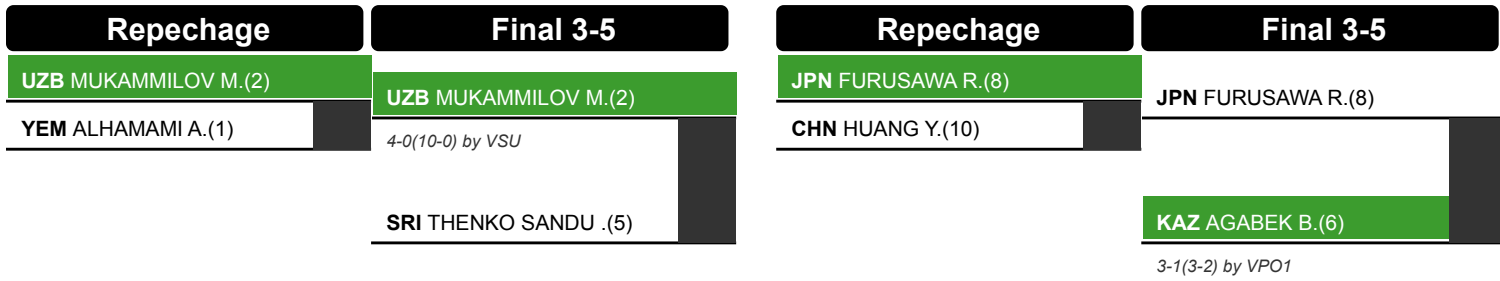 Repechage
Final 3-5
UZB MUKAMMILOV M.(2)
YEM ALHAMAMI A.(1)
UZB MUKAMMILOV M.(2)
4-0(10-0) by VSU
SRI THENKO SANDU .(5)
Repechage
Final 3-5
JPN FURUSAWA R.(8)
CHN HUANG Y.(10)
JPN FURUSAWA R.(8)
KAZ AGABEK B.(6)
3-1(3-2) by VPO1